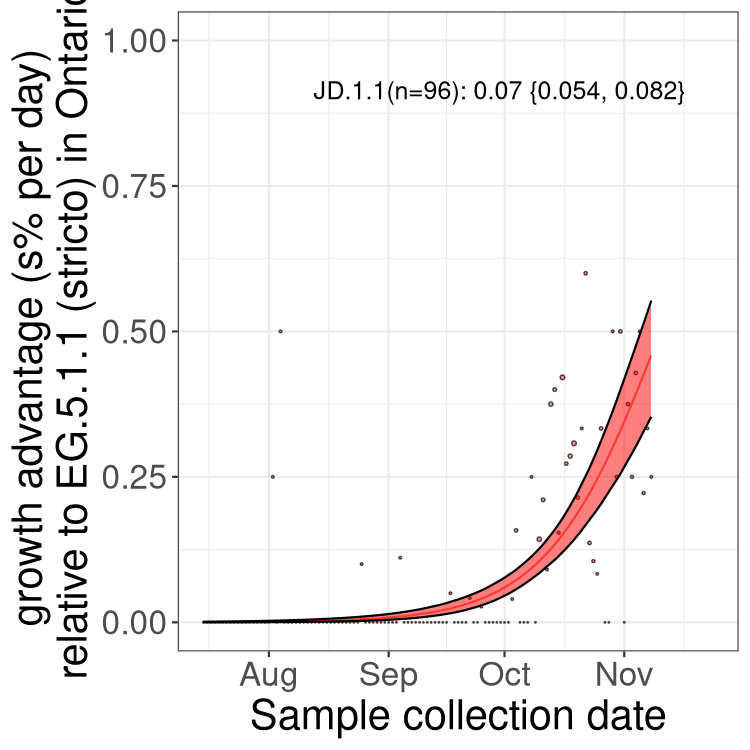 growth advantage (s% per day)
relative to EG.5.1.1 (stricto) in Ontario
1.00
JD.1.1(n=96): 0.07 {0.054, 0.082}
0.75
0.50
0.25
0.00
Aug Sep Oct Nov
Sample collection date